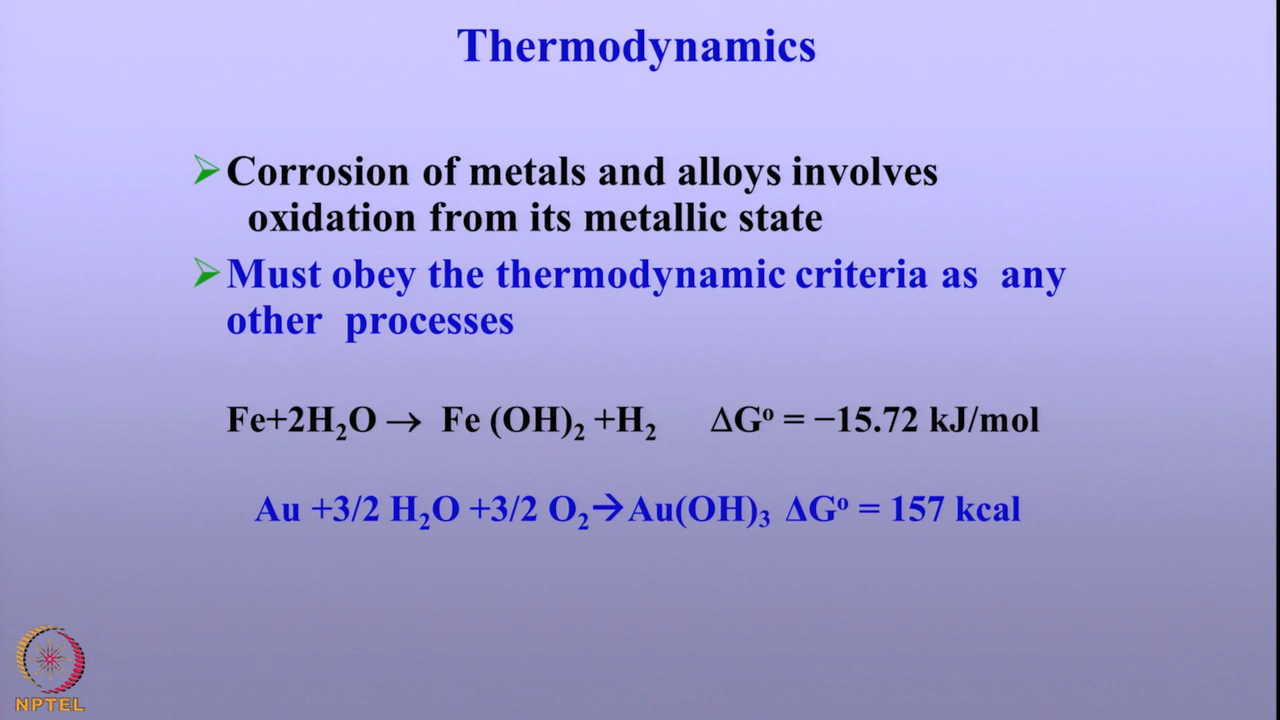 Thermodynamics
Corrosion of metals and alloys involves
oxidation from its metallic state
Must obey the thermodynamic criteria as any
other processes
Fe+2H₂O → Fe (OH)₂ +H₂ ΔGº = −15.72 kJ/mol
Au +3/2 H₂O +3/2 O₂→Au(OH)₃ ΔGº = 157 kcal
NPTEL